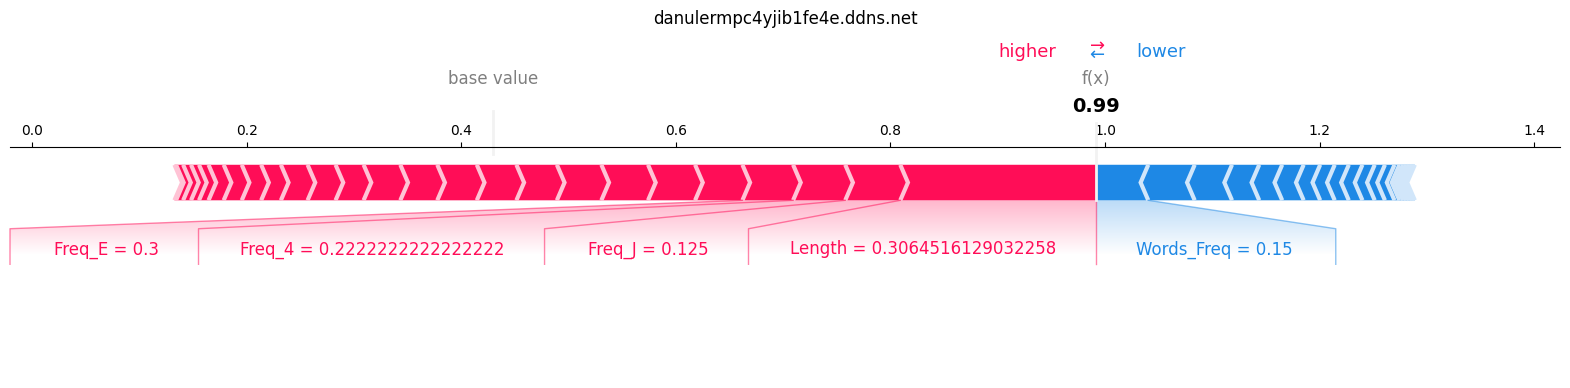 danulermpc4yjib1fe4e.ddns.net
higher ⇄ lower
base value f(x)
0.99
0.0 0.2 0.4 0.6 0.8 1.0 1.2 1.4
Freq_E = 0.3 Freq_4 = 0.2222222222222222 Freq_J = 0.125 Length = 0.3064516129032258 Words_Freq = 0.15